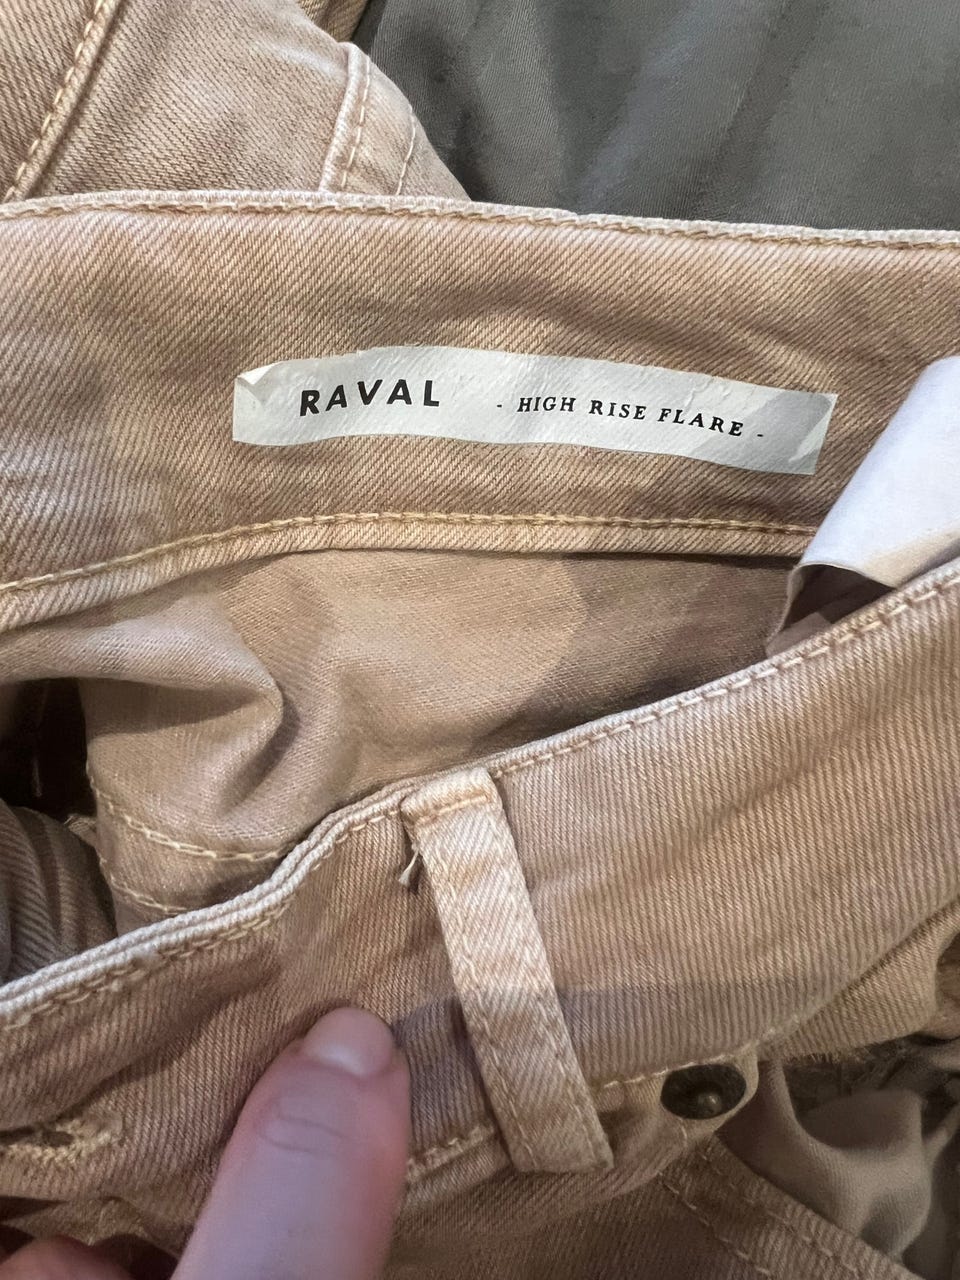 RAVAL - HIGH RISE FLARE -